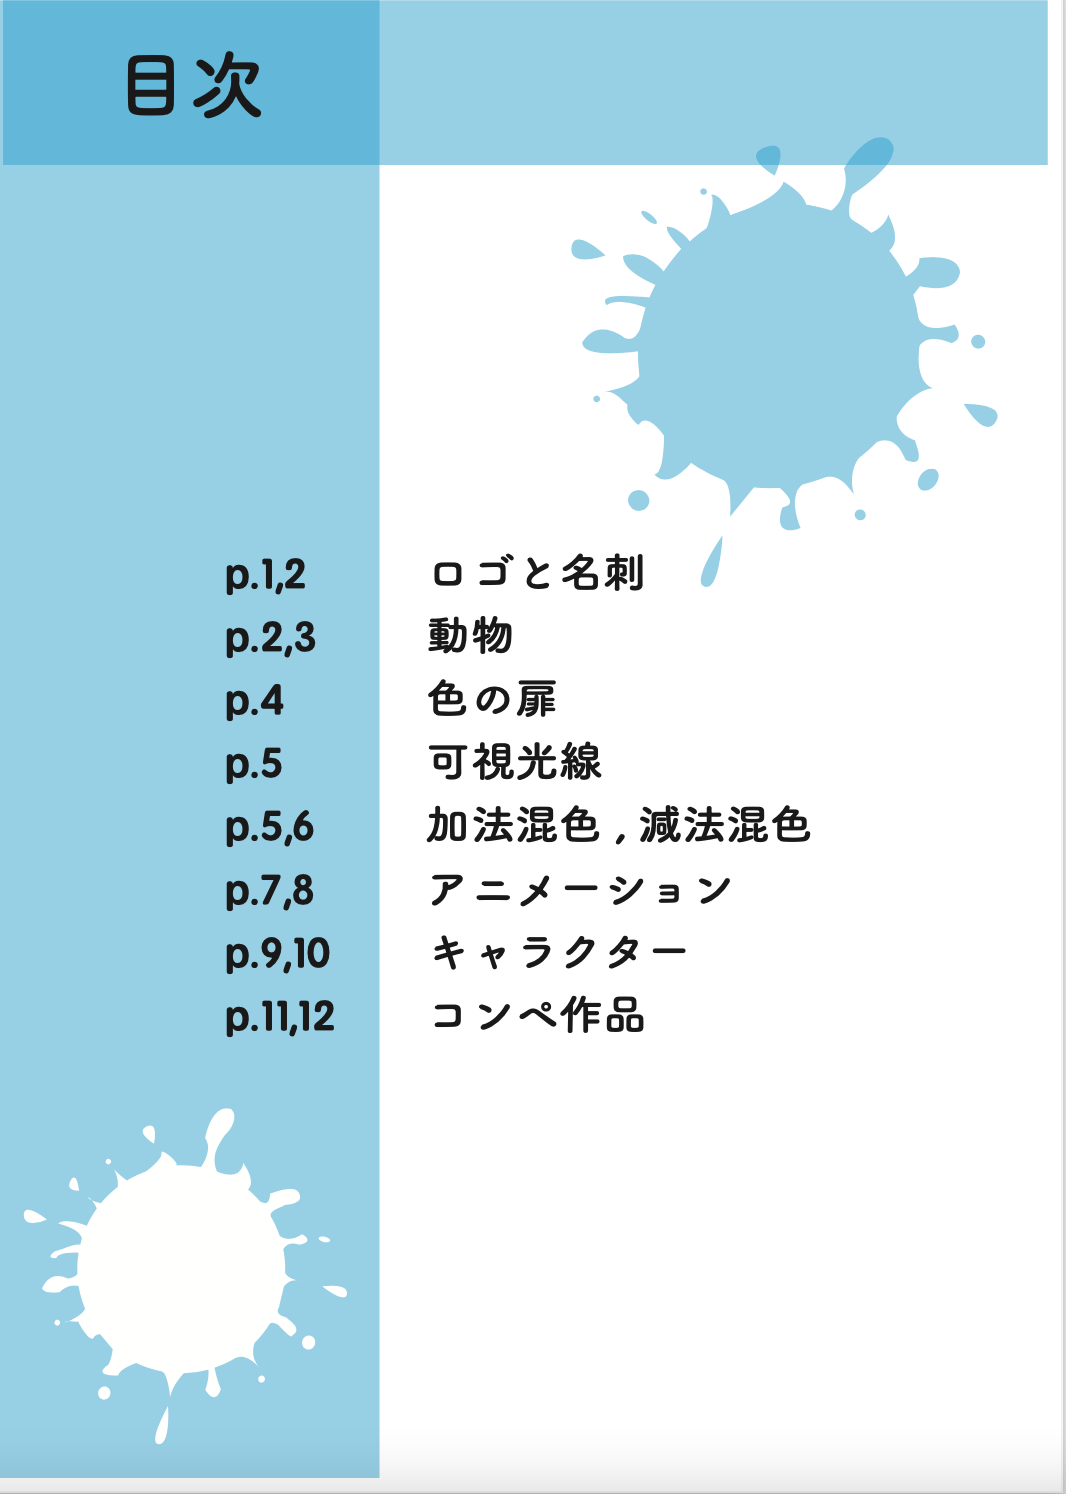 目次
p.1,2 ロゴと名刺
p.2,3 動物
p.4 色の扉
p.5 可視光線
p.5,6 加法混色 , 減法混色
p.7,8 アニメーション
p.9,10 キャラクター
p.11,12 コンペ作品